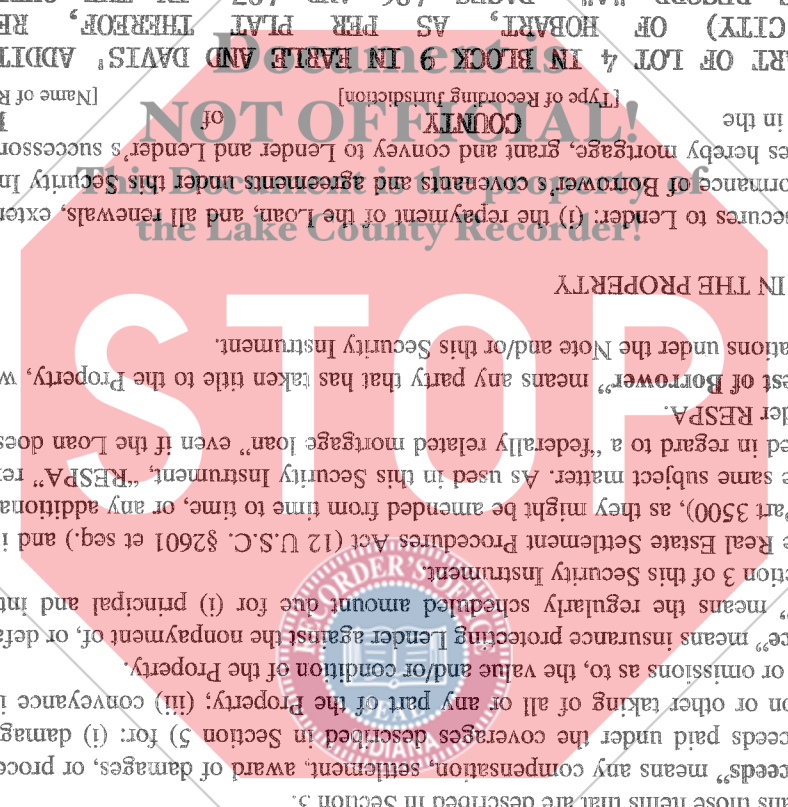 those items that are described in Section 3.
ceeds" means any compensation, settlement, award of damages, or proce
ceeds paid under the coverages described in Section 5) for: (i) damag
on or other taking of all or any part of the Property; (iii) conveyance i
or omissions as to, the value and/or condition of the Property.
ce" means insurance protecting Lender against the nonpayment of, or defa
" means the regularly scheduled amount due for (i) principal and int
ction 3 of this Security Instrument.
e Real Estate Settlement Procedures Act (12 U.S.C. §2601 et seq.) and i
Part 3500), as they might be amended from time to time, or any additiona
e same subject matter. As used in this Security Instrument, "RESPA" re
ed in regard to a "federally related mortgage loan" even if the Loan does
der RESPA.
est of Borrower" means any party that has taken title to the Property, w
ations under the Note and/or this Security Instrument.
IN THE PROPERTY
secures to Lender: (i) the repayment of the Loan, and all renewals, exten
ormance of Borrower's covenants and agreements under this Security In
es hereby mortgage, grant and convey to Lender and Lender's successor
in the COUNTY of
[Type of Recording Jurisdiction] [Name of R
RT OF LOT 4 IN BLOCK 9 IN EARLE AND DAVIS' ADDIT
CITY) OF HOBART, AS PER PLAT THEREOF, RE
Document is
NOT OFFICIAL!
This Document is the property of
the Lake County Recorder!
STOP
RECORDER'S
SEAL
INDIANA